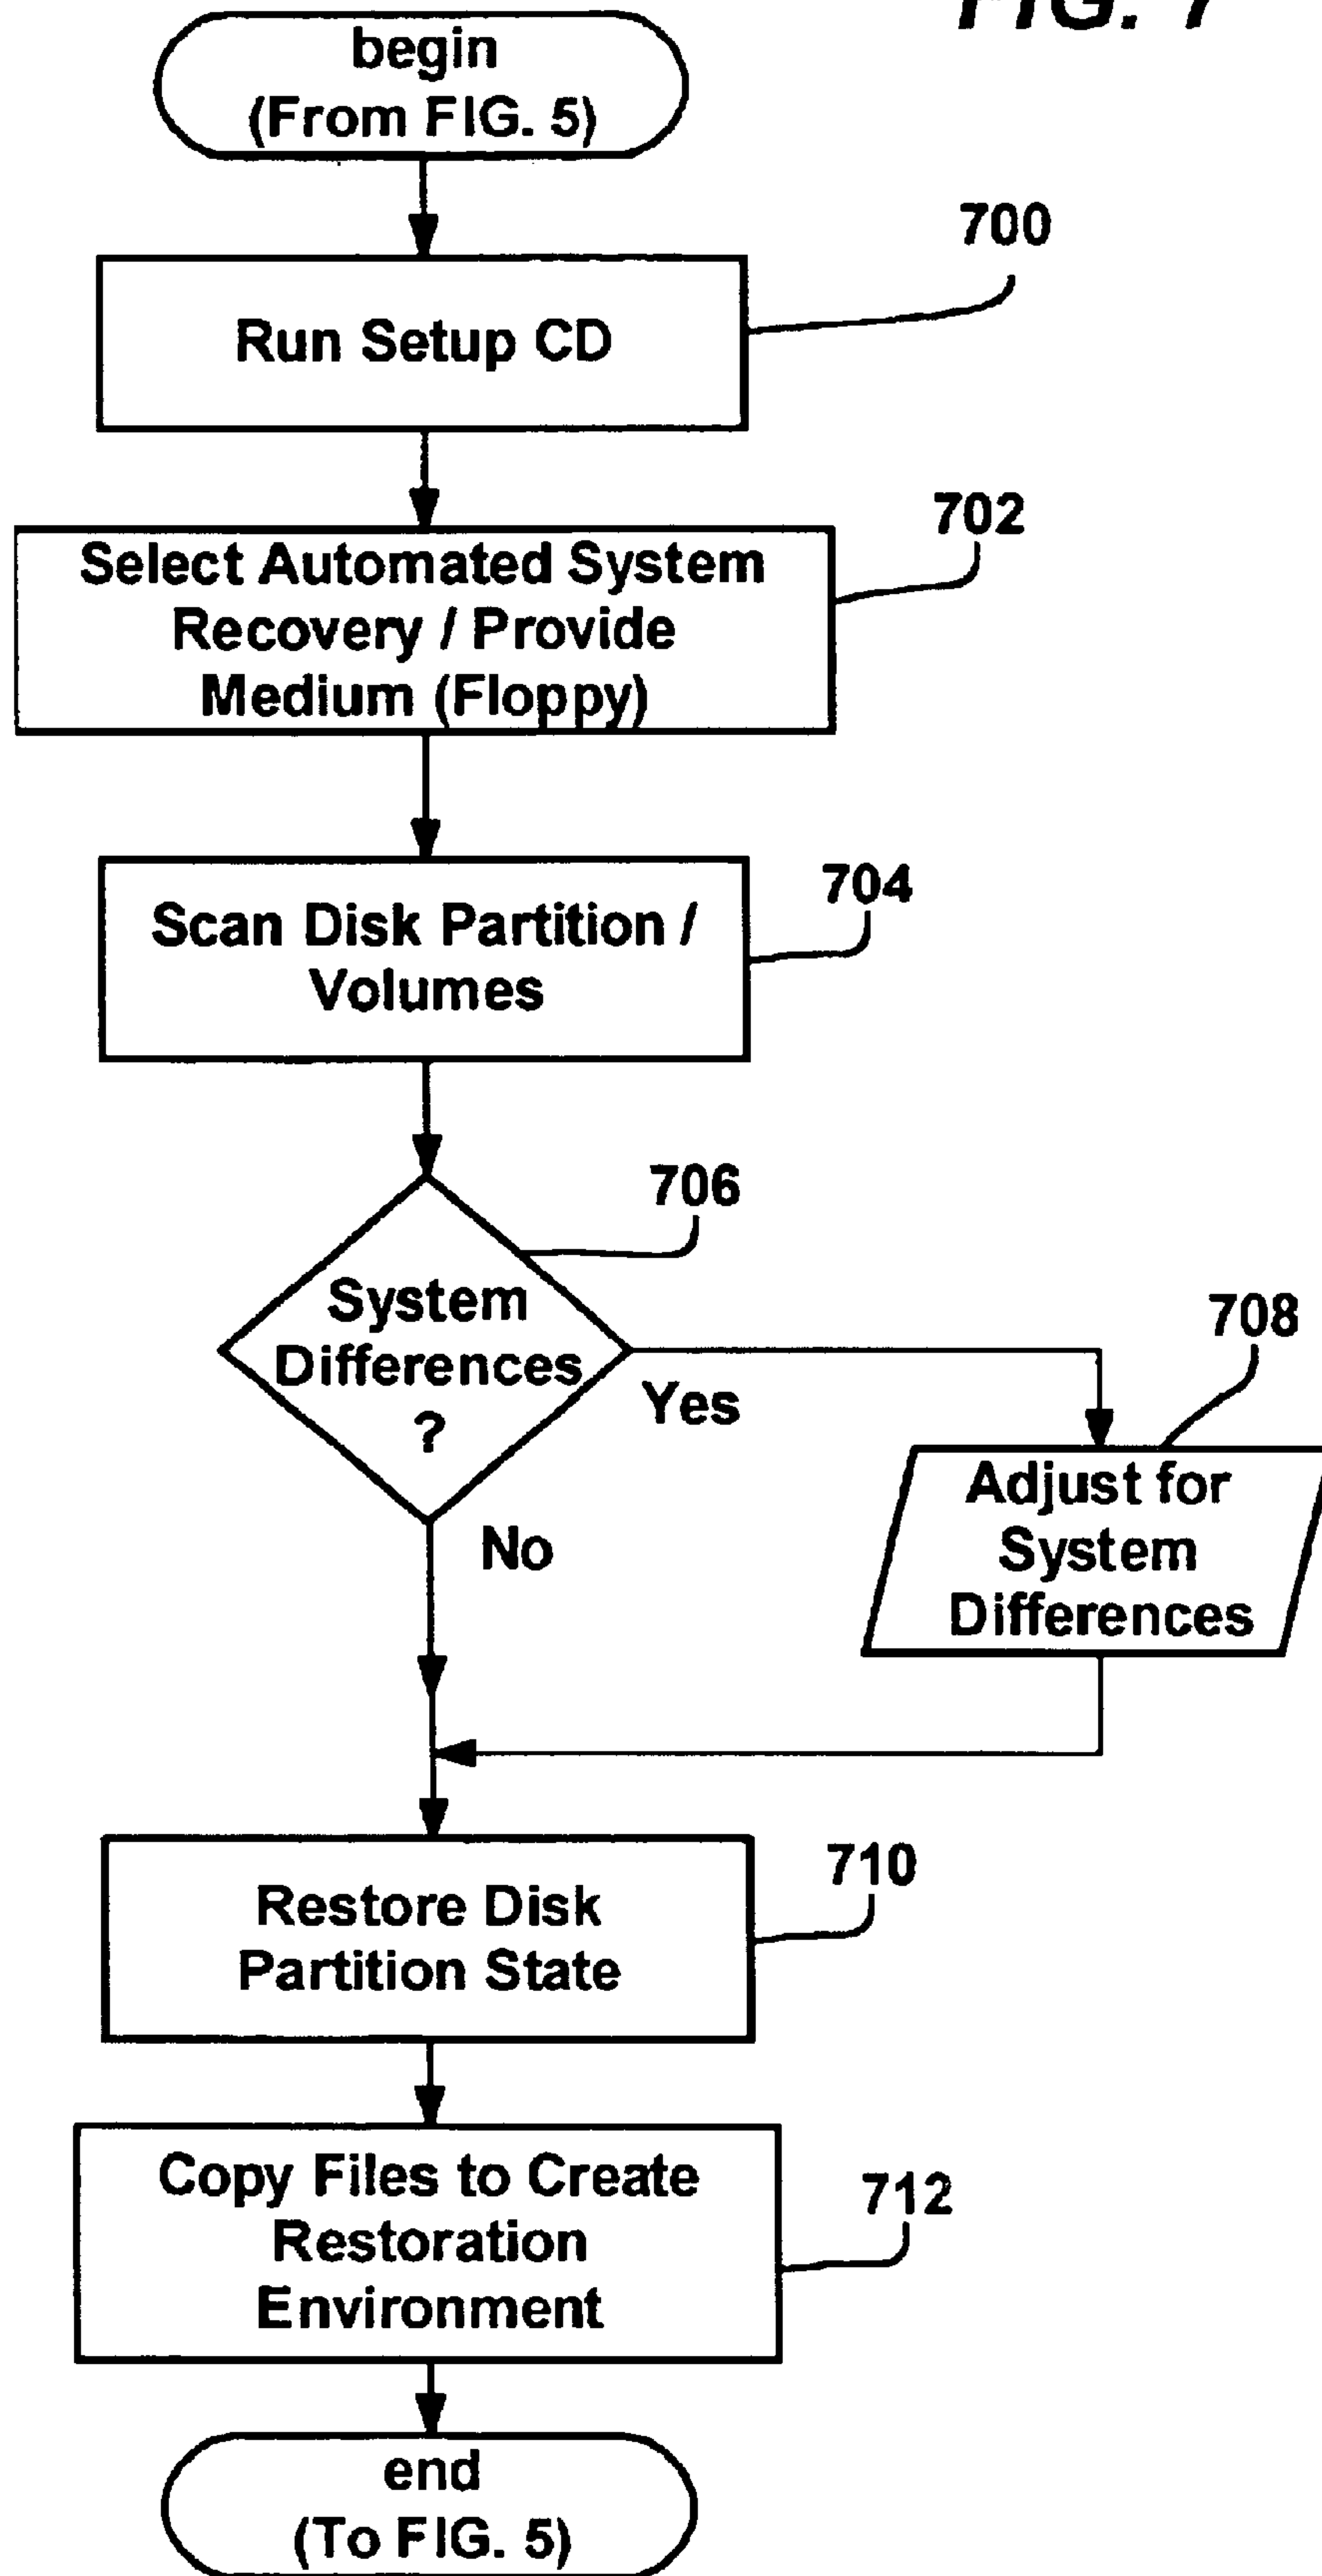 FIG. 7
begin
(From FIG. 5)
700
Run Setup CD
702
Select Automated System
Recovery / Provide
Medium (Floppy)
704
Scan Disk Partition /
Volumes
706
System
Differences
?
Yes
708
No
Adjust for
System
Differences
710
Restore Disk
Partition State
Copy Files to Create
Restoration
Environment
712
end
(To FIG. 5)